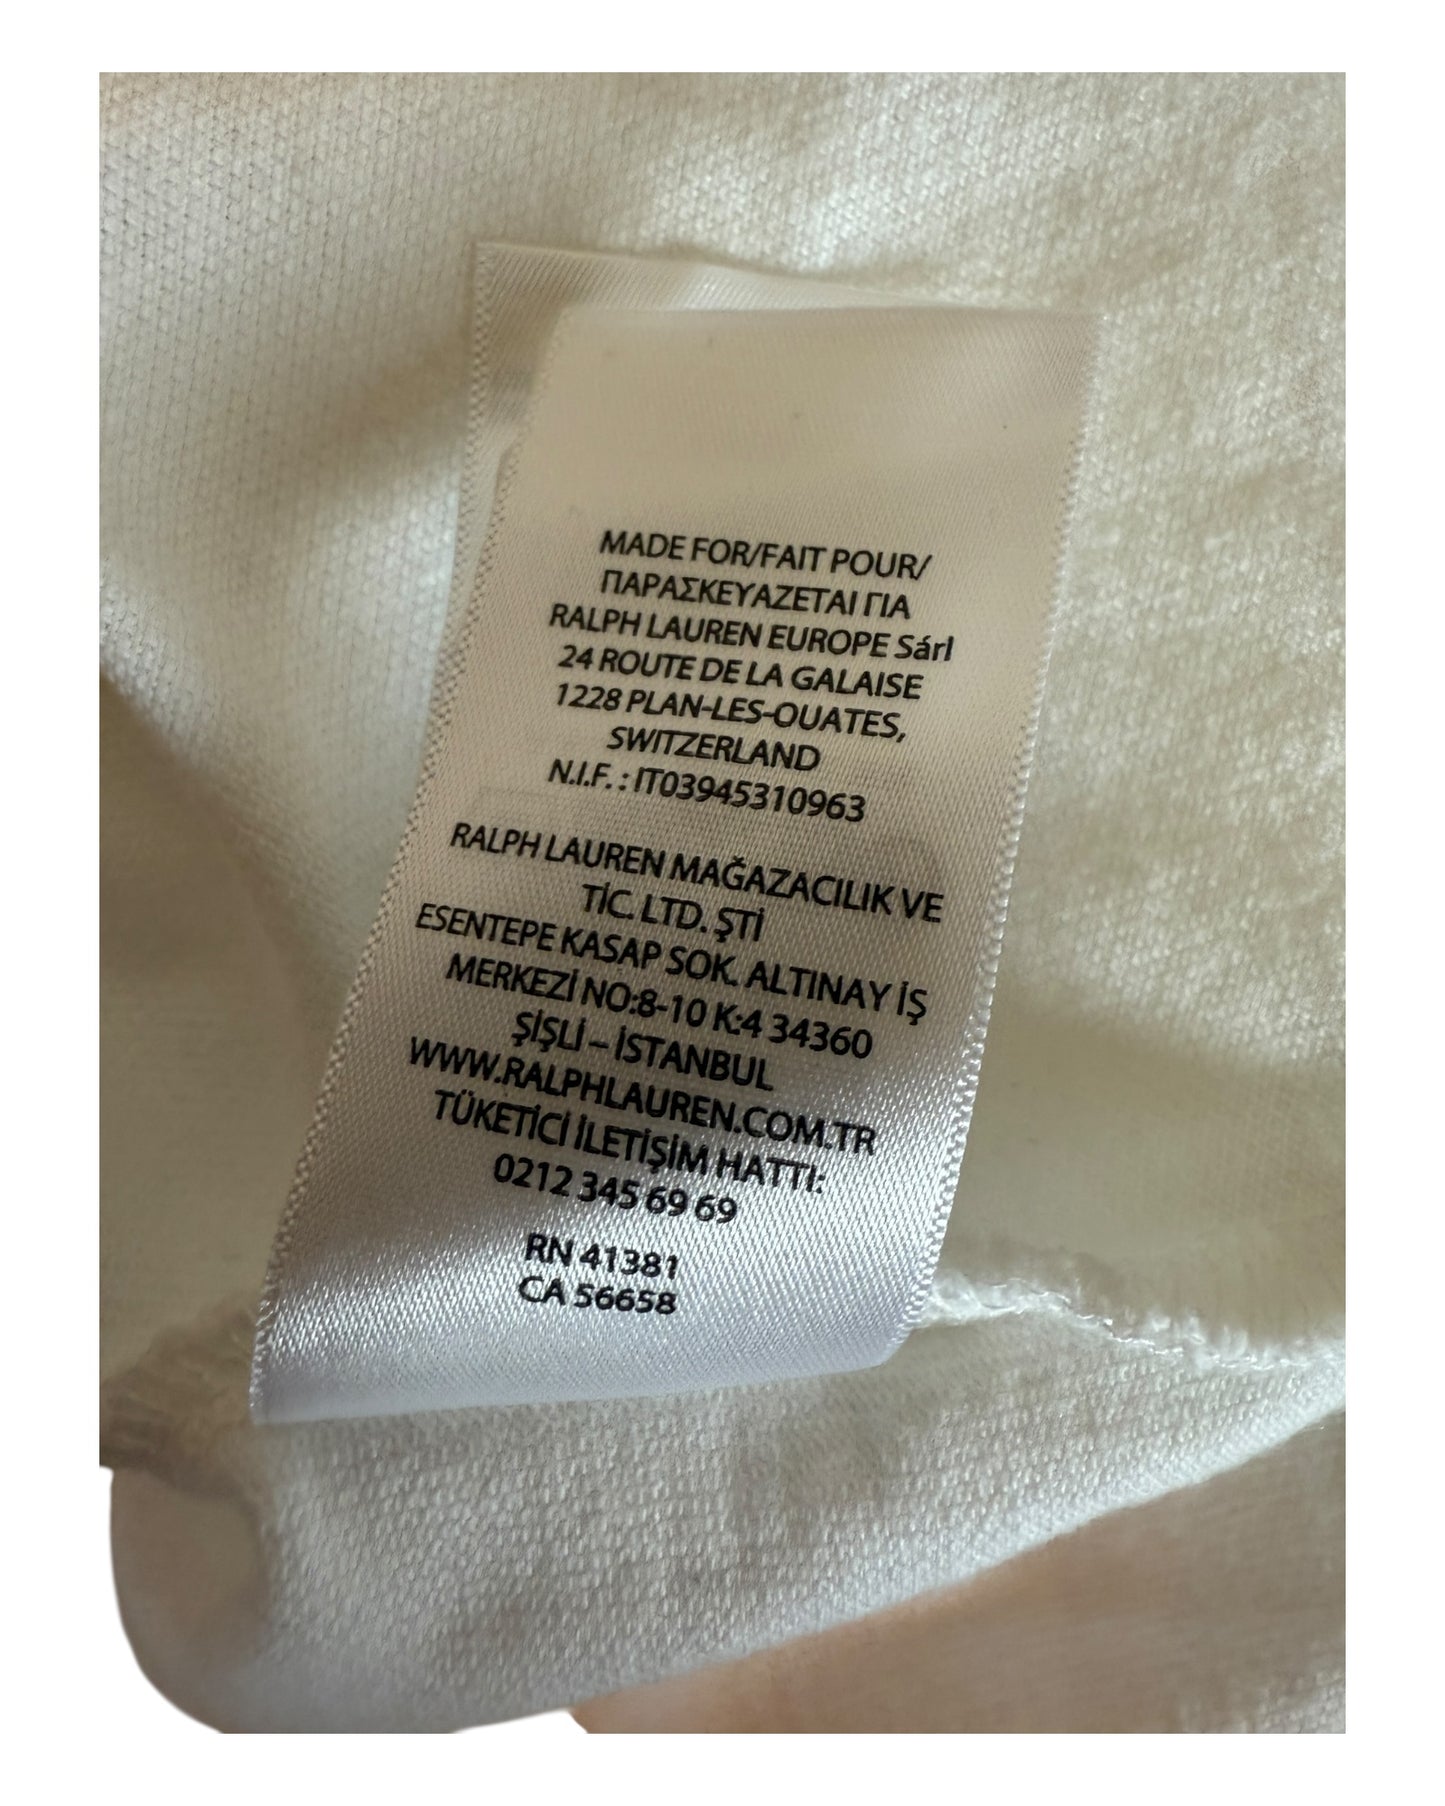 MADE FOR/FAIT POUR/
ΠΑΡΑΣΚΕΥΑΖΕΤΑΙ ΓΙΑ
RALPH LAUREN EUROPE Sárl
24 ROUTE DE LA GALAISE
1228 PLAN-LES-OUATES,
SWITZERLAND
N.I.F. : IT03945310963
RALPH LAUREN MAĞAZACILIK VE
TİC. LTD. ŞTİ
ESENTEPE KASAP SOK. ALTINAY İŞ
MERKEZİ NO:8-10 K:4 34360
ŞİŞLİ – İSTANBUL
WWW.RALPHLAUREN.COM.TR
TÜKETİCİ İLETİŞİM HATTI:
0212 345 69 69
RN 41381
CA 56658